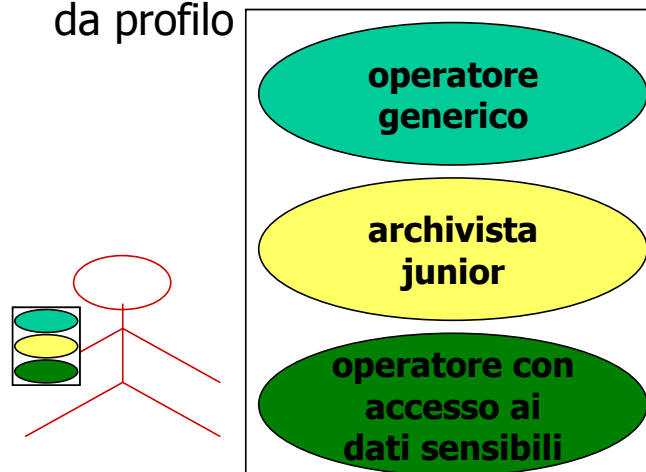 da profilo
operatore
generico
archivista
junior
operatore con
accesso ai
dati sensibili